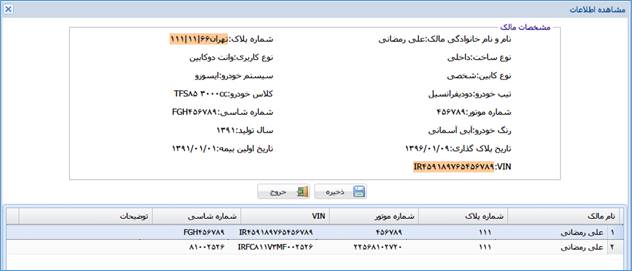 مشاهده اطلاعات
مشخصات مالک
نام و نام خانوادگی مالک:علی رمضانی
شماره پلاک:تهران۶۶|۱۱|۱۱۱
نوع ساخت:داخلی
نوع کاربری:وانت دوکابین
نوع کابین:شخصی
سیستم خودرو:ایسوزو
تیپ خودرو:دودیفرانسیل
کلاس خودرو:TFS۸۵ ۳۰۰۰cc
شماره موتور:۴۵۶۷۸۹
شماره شاسی:FGH۴۵۶۷۸۹
رنگ خودرو:آبی آسمانی
سال تولید:۱۳۹۱
تاریخ پلاک گذاری:۱۳۹۶/۰۱/۰۹
تاریخ اولین بیمه:۱۳۹۱/۰۱/۰۱
VIN:IR۴۵۹۱۸۹۷۶۵۴۵۶۷۸۹
ذخیره
خروج
نام مالک شماره پلاک شماره موتور VIN شماره شاسی توضیحات
۱ علی رمضانی ۱۱۱ ۴۵۶۷۸۹ IR۴۵۹۱۸۹۷۶۵۴۵۶۷۸۹ FGH۴۵۶۷۸۹
۲ علی رمضانی ۱۱۱ ۲۲۵۶۸۱۰۲۷۲۰ IRFC۸۱۱V۳MF۰۰۲۵۲۶ ۸۱۰۰۲۵۲۶